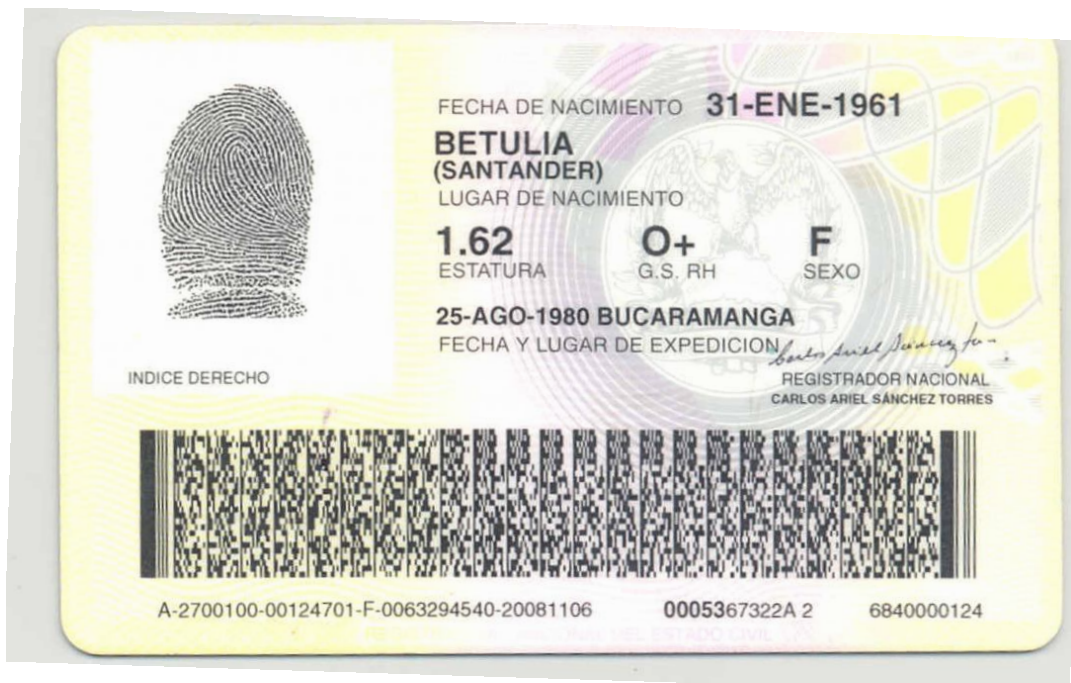 FECHA DE NACIMIENTO 31-ENE-1961
BETULIA
(SANTANDER)
LUGAR DE NACIMIENTO
1.62 O+ F
ESTATURA G.S. RH SEXO
25-AGO-1980 BUCARAMANGA
FECHA Y LUGAR DE EXPEDICION
INDICE DERECHO
REGISTRADOR NACIONAL
CARLOS ARIEL SÁNCHEZ TORRES
A-2700100-00124701-F-0063294540-20081106 0005367322A 2 6840000124